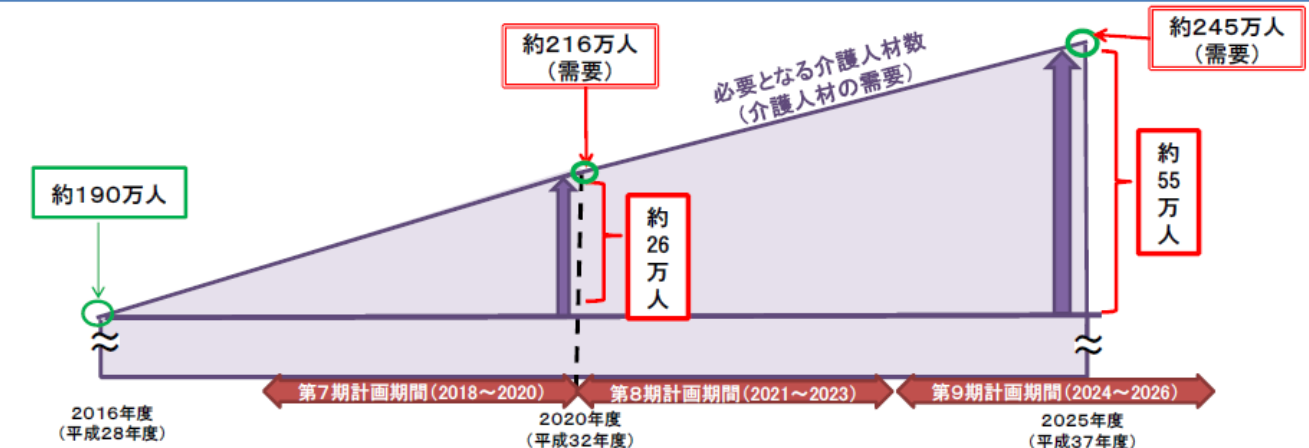 約216万人
（需要）
約245万人
（需要）
必要となる介護人材数
（介護人材の需要）
約190万人
約
26
万
人
約
55
万
人
第7期計画期間(2018～2020)
第8期計画期間(2021～2023)
第9期計画期間(2024～2026)
2016年度
(平成28年度)
2020年度
(平成32年度)
2025年度
(平成37年度)